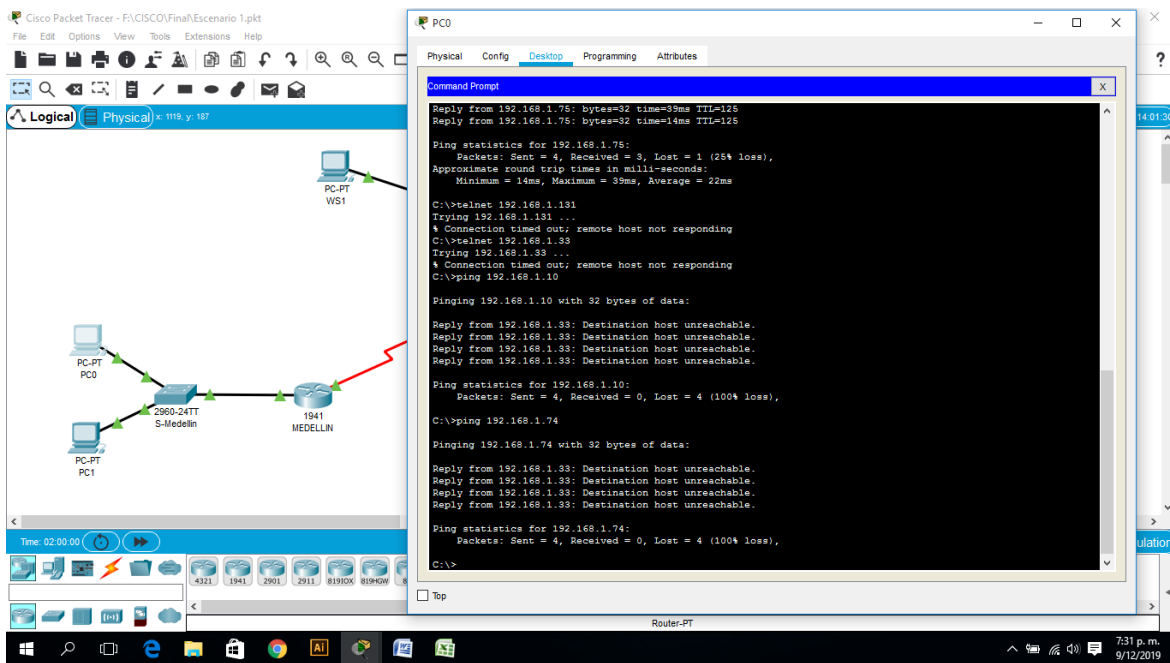 Cisco Packet Tracer - F:\CISCO\Final\Escenario 1.pkt
File Edit Options View Tools Extensions Help
Logical
Physical
x: 1119, y: 187
14:01:30
PC-PT
WS1
PC-PT
PC0
2960-24TT
S-Medellin
1941
MEDELLIN
PC-PT
PC1
Time: 02:00:00
4321 1941 2901 2911 819IOX 819HGW
Router-PT
PC0
Physical Config Desktop Programming Attributes
Command Prompt
X
Reply from 192.168.1.75: bytes=32 time=39ms TTL=125
Reply from 192.168.1.75: bytes=32 time=14ms TTL=125
Ping statistics for 192.168.1.75:
Packets: Sent = 4, Received = 3, Lost = 1 (25% loss),
Approximate round trip times in milli-seconds:
Minimum = 14ms, Maximum = 39ms, Average = 22ms
C:\>telnet 192.168.1.131
Trying 192.168.1.131 ...
% Connection timed out; remote host not responding
C:\>telnet 192.168.1.33
Trying 192.168.1.33 ...
% Connection timed out; remote host not responding
C:\>ping 192.168.1.10
Pinging 192.168.1.10 with 32 bytes of data:
Reply from 192.168.1.33: Destination host unreachable.
Reply from 192.168.1.33: Destination host unreachable.
Reply from 192.168.1.33: Destination host unreachable.
Reply from 192.168.1.33: Destination host unreachable.
Ping statistics for 192.168.1.10:
Packets: Sent = 4, Received = 0, Lost = 4 (100% loss),
C:\>ping 192.168.1.74
Pinging 192.168.1.74 with 32 bytes of data:
Reply from 192.168.1.33: Destination host unreachable.
Reply from 192.168.1.33: Destination host unreachable.
Reply from 192.168.1.33: Destination host unreachable.
Reply from 192.168.1.33: Destination host unreachable.
Ping statistics for 192.168.1.74:
Packets: Sent = 4, Received = 0, Lost = 4 (100% loss),
C:\>
Top
Ai
7:31 p. m.
9/12/2019